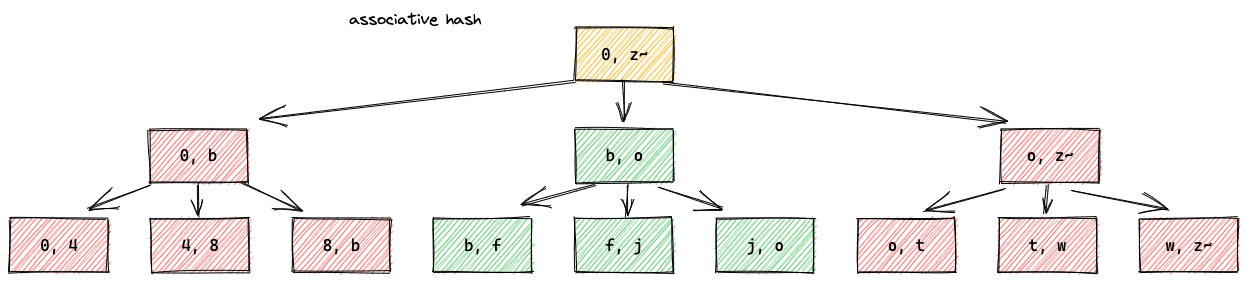 associative hash
0, z~
0, b
b, o
o, z~
0, 4
4, 8
8, b
b, f
f, j
j, o
o, t
t, w
w, z~